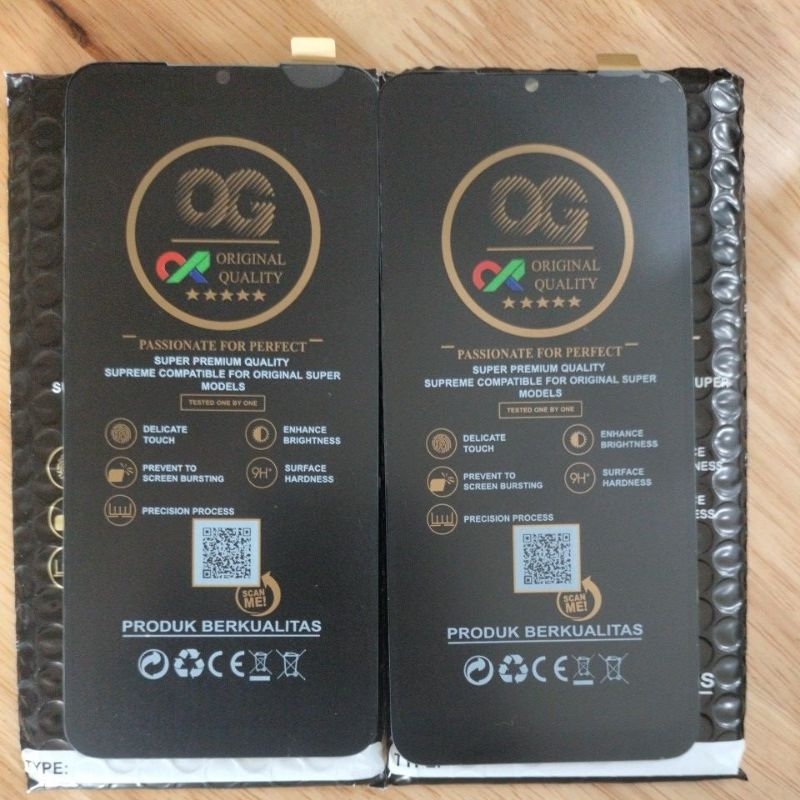 OG
ORIGINAL
QUALITY
PASSIONATE FOR PERFECT
SUPER PREMIUM QUALITY
SUPREME COMPATIBLE FOR ORIGINAL SUPER
MODELS
TESTED ONE BY ONE
DELICATE
TOUCH
ENHANCE
BRIGHTNESS
PREVENT TO
SCREEN BURSTING
9H+
SURFACE
HARDNESS
PRECISION PROCESS
SCAN
ME!
PRODUK BERKUALITAS
CE
TYPE:
OG
ORIGINAL
QUALITY
PASSIONATE FOR PERFECT
SUPER PREMIUM QUALITY
SUPREME COMPATIBLE FOR ORIGINAL SUPER
MODELS
TESTED ONE BY ONE
DELICATE
TOUCH
ENHANCE
BRIGHTNESS
PREVENT TO
SCREEN BURSTING
9H+
SURFACE
HARDNESS
PRECISION PROCESS
SCAN
ME!
PRODUK BERKUALITAS
CE